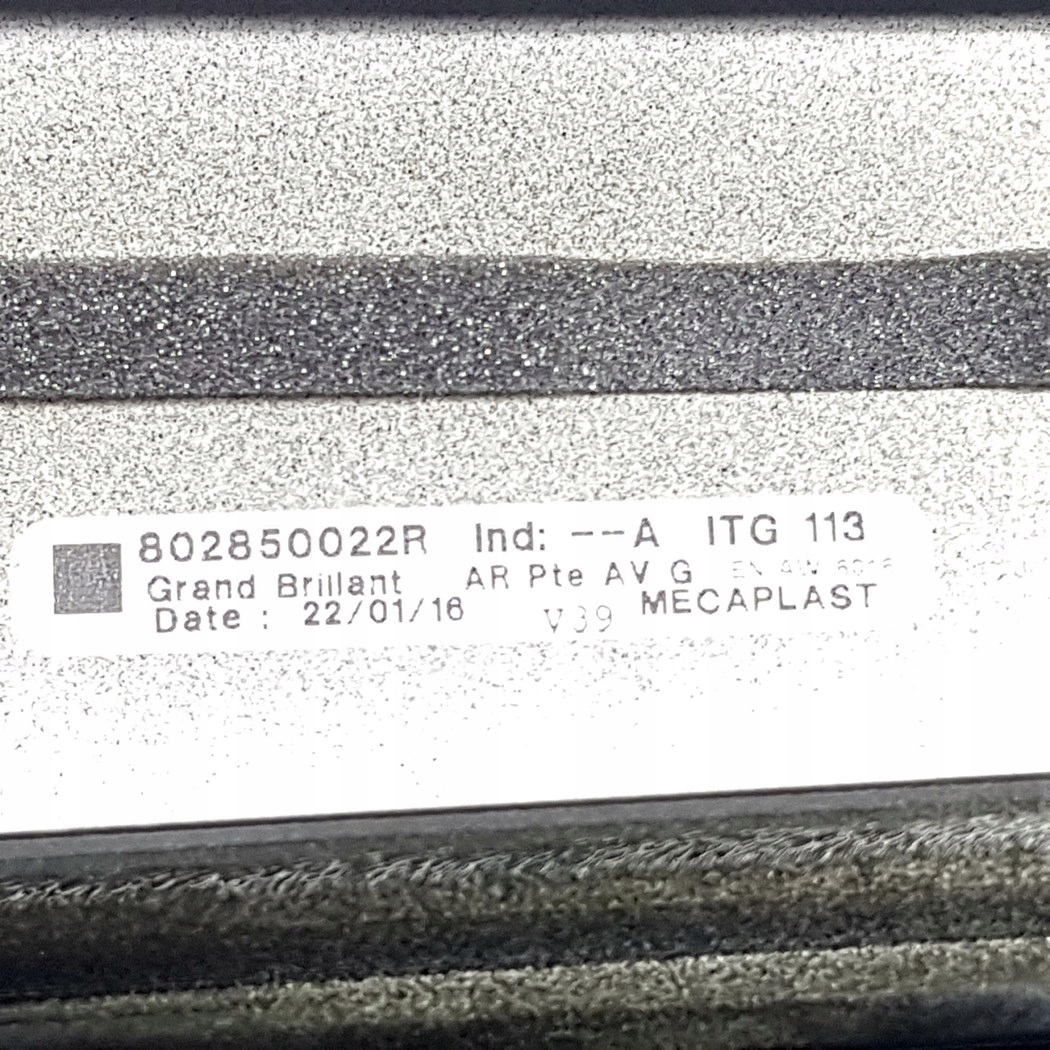 802850022R Ind: --A ITG 113
Grand Brillant AR Pte AV G
Date : 22/01/16 V39 MECAPLAST